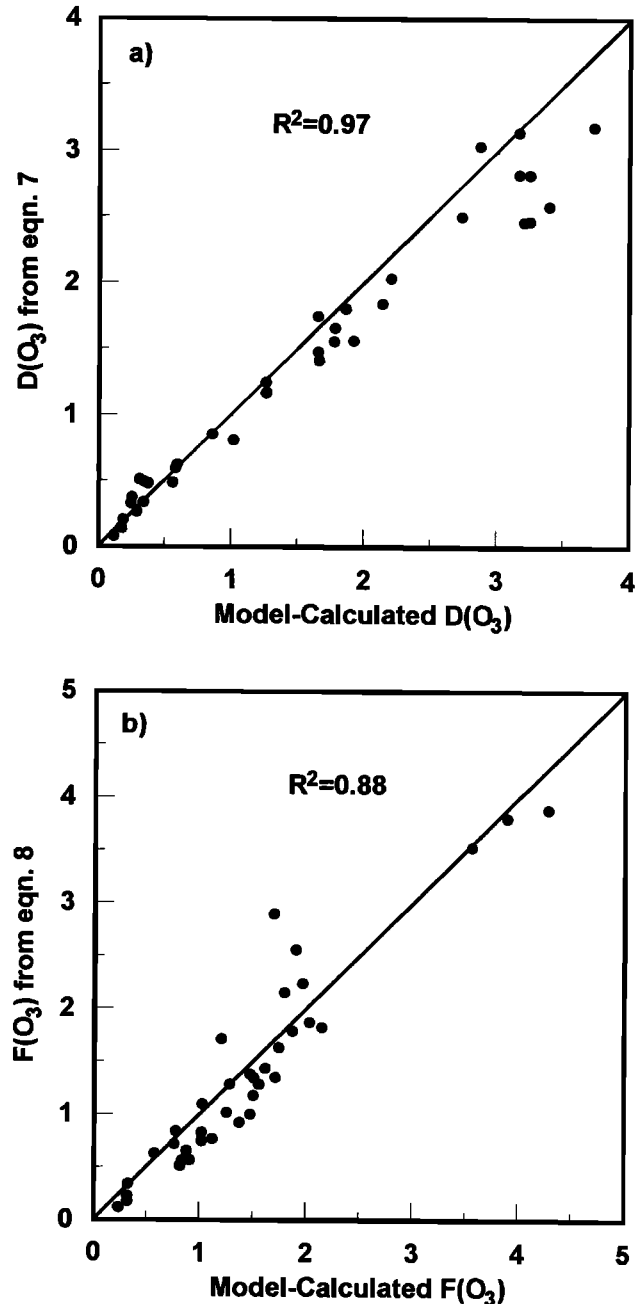 a)
R²=0.97
D(O₃) from eqn. 7
4
3
2
1
0
0 1 2 3 4
Model-Calculated D(O₃)
b)
R²=0.88
F(O₃) from eqn. 8
5
4
3
2
1
0
0 1 2 3 4 5
Model-Calculated F(O₃)